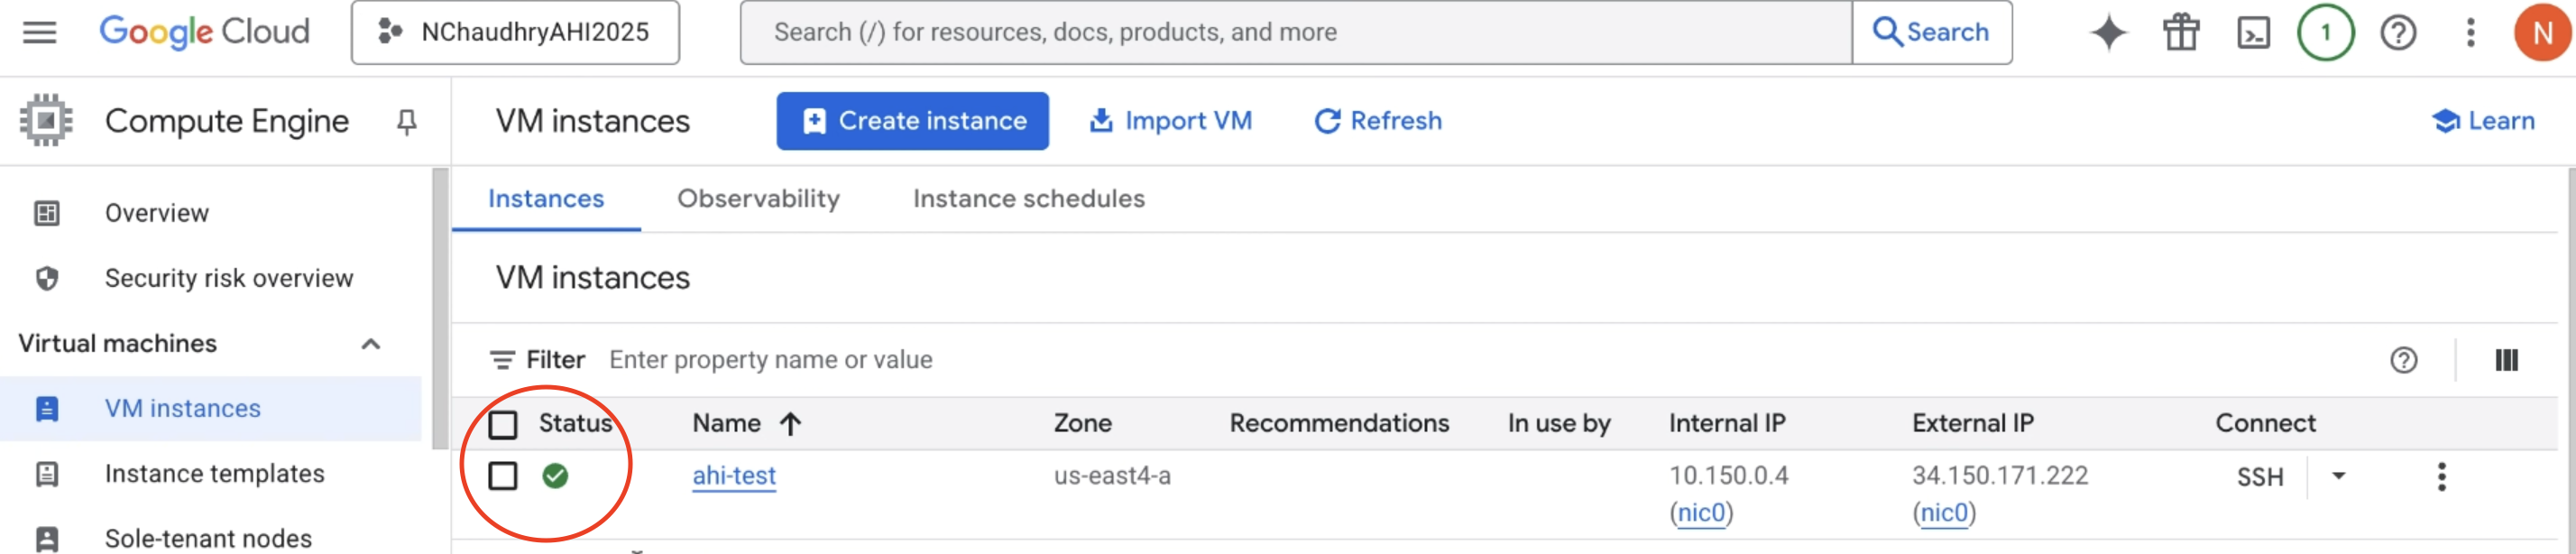 Google Cloud
NChaudhryAHI2025
Search (/) for resources, docs, products, and more
Search
1
N
Compute Engine
VM instances
Create instance
Import VM
Refresh
Learn
Overview
Security risk overview
Virtual machines
VM instances
Instance templates
Sole-tenant nodes
Instances
Observability
Instance schedules
VM instances
Filter
Enter property name or value
Status
Name
Zone
Recommendations
In use by
Internal IP
External IP
Connect
ahi-test
us-east4-a
10.150.0.4
(nic0)
34.150.171.222
(nic0)
SSH